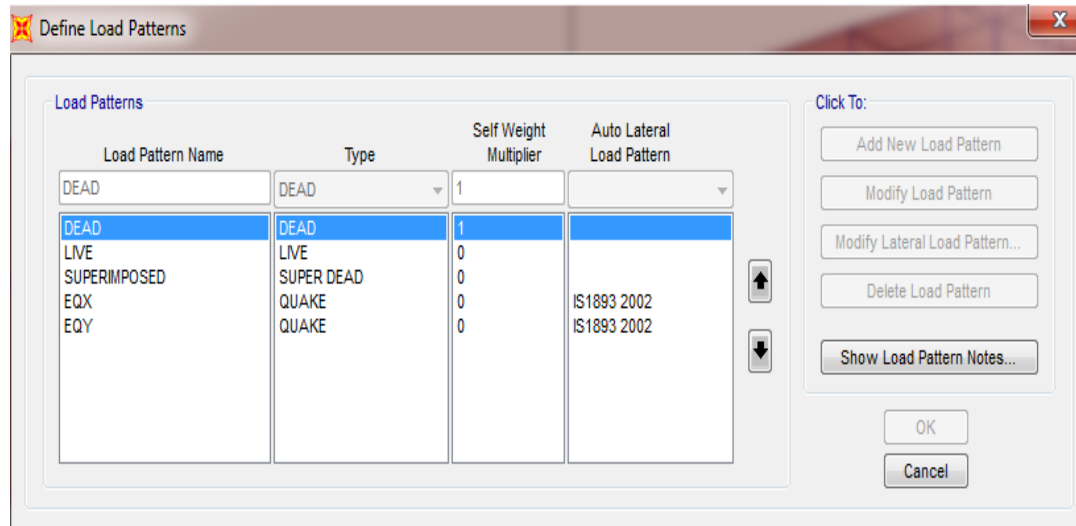 Define Load Patterns
X
Load Patterns
Click To:
Load Pattern Name Type Self Weight Multiplier Auto Lateral Load Pattern
DEAD DEAD 1
DEAD DEAD 1
LIVE LIVE 0
SUPERIMPOSED SUPER DEAD 0
EQX QUAKE 0 IS1893 2002
EQY QUAKE 0 IS1893 2002
Add New Load Pattern
Modify Load Pattern
Modify Lateral Load Pattern...
Delete Load Pattern
Show Load Pattern Notes...
OK
Cancel